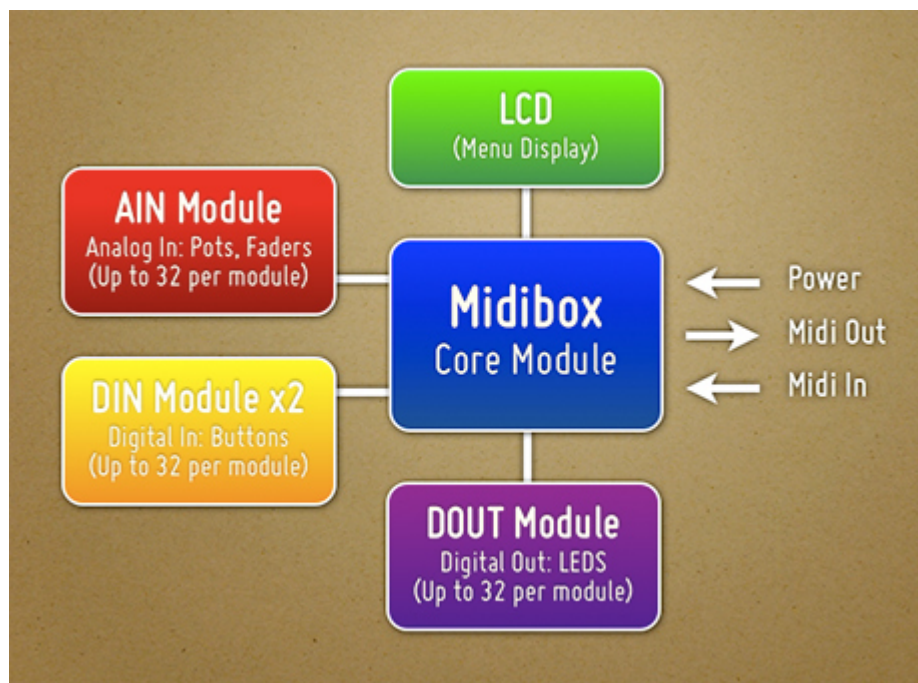 LCD
(Menu Display)
AIN Module
Analog In: Pots, Faders
(Up to 32 per module)
Midibox
Core Module
Power
Midi Out
Midi In
DIN Module x2
Digital In: Buttons
(Up to 32 per module)
DOUT Module
Digital Out: LEDS
(Up to 32 per module)